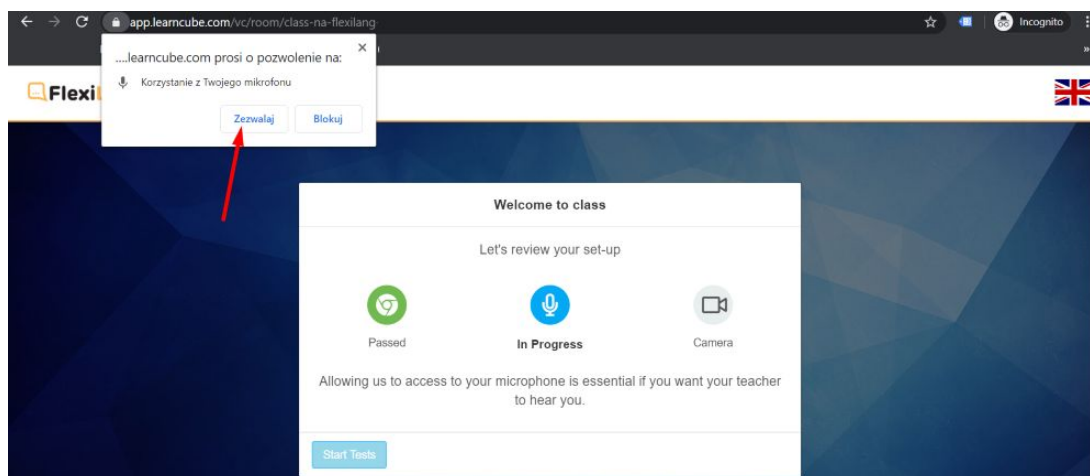 app.learncube.com/vc/room/class-na-flexilang-
Incognito
....learncube.com prosi o pozwolenie na:
Korzystanie z Twojego mikrofonu
Zezwalaj Blokuj
Flexi
Welcome to class
Let's review your set-up
Passed
In Progress
Camera
Allowing us to access to your microphone is essential if you want your teacher
to hear you.
Start Tests